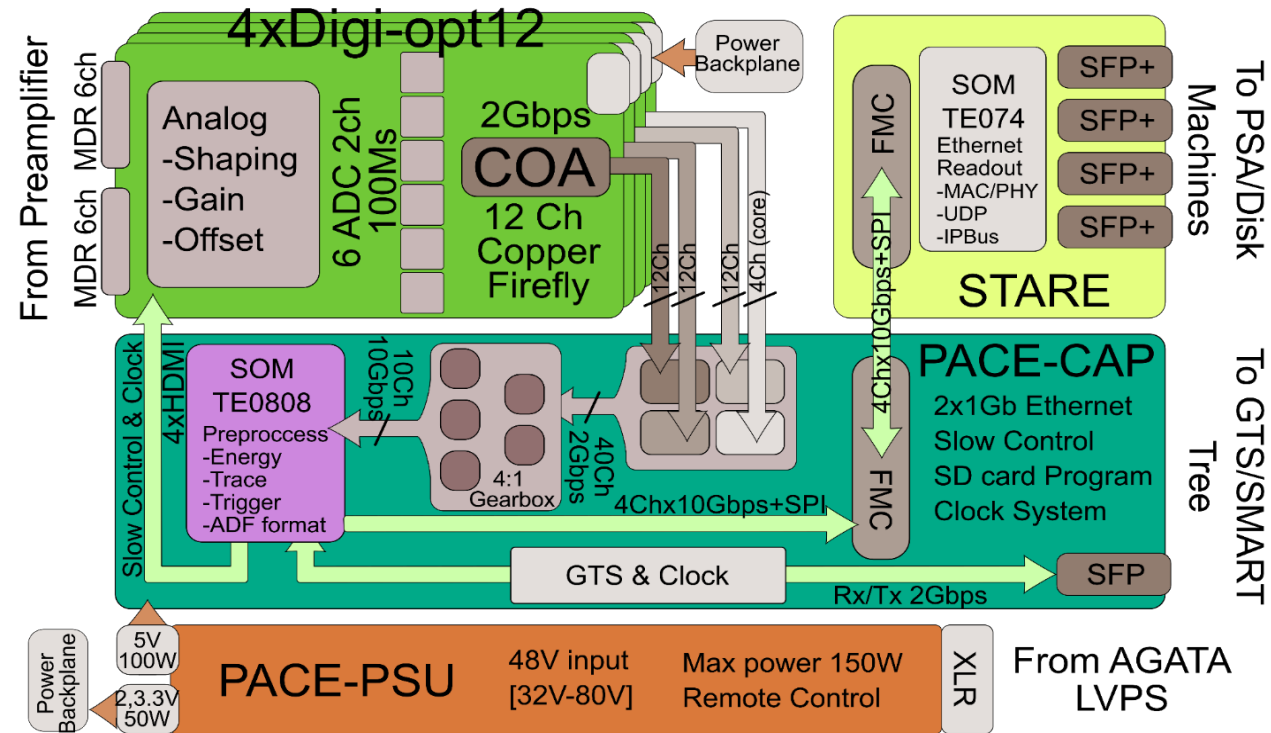 4xDigi-opt12
From Preamplifier
MDR 6ch
MDR 6ch
Analog
-Shaping
-Gain
-Offset
6 ADC 2ch
100Ms
2Gbps
COA
12 Ch
Copper
Firefly
Power
Backplane
12Ch
12Ch
12Ch
4Ch (core)
FMC
SOM
TE074
Ethernet
Readout
-MAC/PHY
-UDP
-IPBus
SFP+
SFP+
SFP+
SFP+
STARE
To PSA/Disk
Machines
4Chx10Gbps+SPI
Slow Control & Clock
4xHDMI
SOM
TE0808
Preproccess
-Energy
-Trace
-Trigger
-ADF format
10Ch
10Gbps
4:1
Gearbox
40Ch
2Gbps
4Chx10Gbps+SPI
FMC
PACE-CAP
2x1Gb Ethernet
Slow Control
SD card Program
Clock System
GTS & Clock
Rx/Tx 2Gbps
SFP
To GTS/SMART
Tree
Power
Backplane
5V
100W
2,3.3V
50W
PACE-PSU
48V input
[32V-80V]
Max power 150W
Remote Control
XLR
From AGATA
LVPS